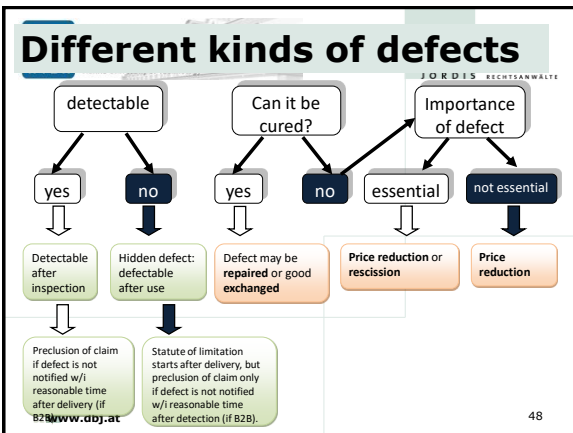 Different kinds of defects
JORDIS RECHTSANWÄLTE
detectable
Can it be
cured?
Importance
of defect
yes
no
yes
no
essential
not essential
Detectable
after
inspection
Hidden defect:
defectable
after use
Defect may be
repaired or good
exchanged
Price reduction or
rescission
Price
reduction
Preclusion of claim
if defect is not
notified w/i
reasonable time
after delivery (if
B2B).
Statute of limitation
starts after delivery, but
preclusion of claim only
if defect is not notified
w/i reasonable time
after detection (if B2B).
www.dbj.at
48